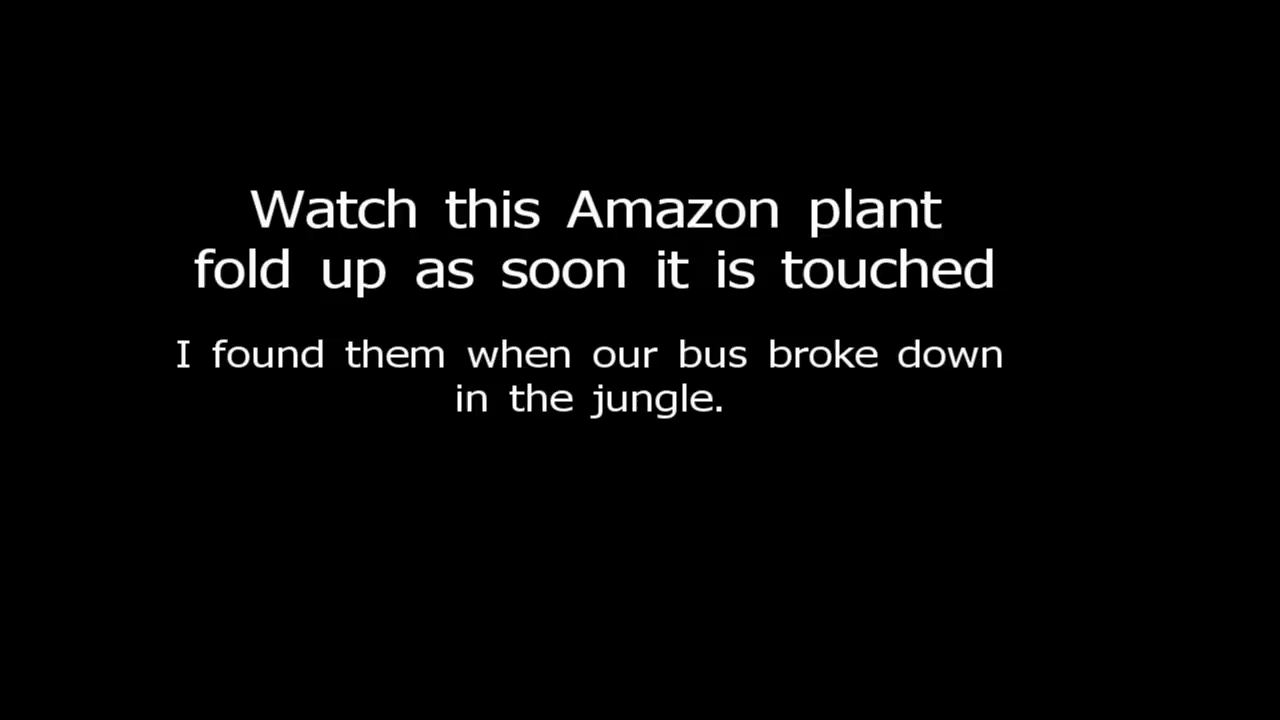 Watch this Amazon plant
fold up as soon it is touched
I found them when our bus broke down
in the jungle.